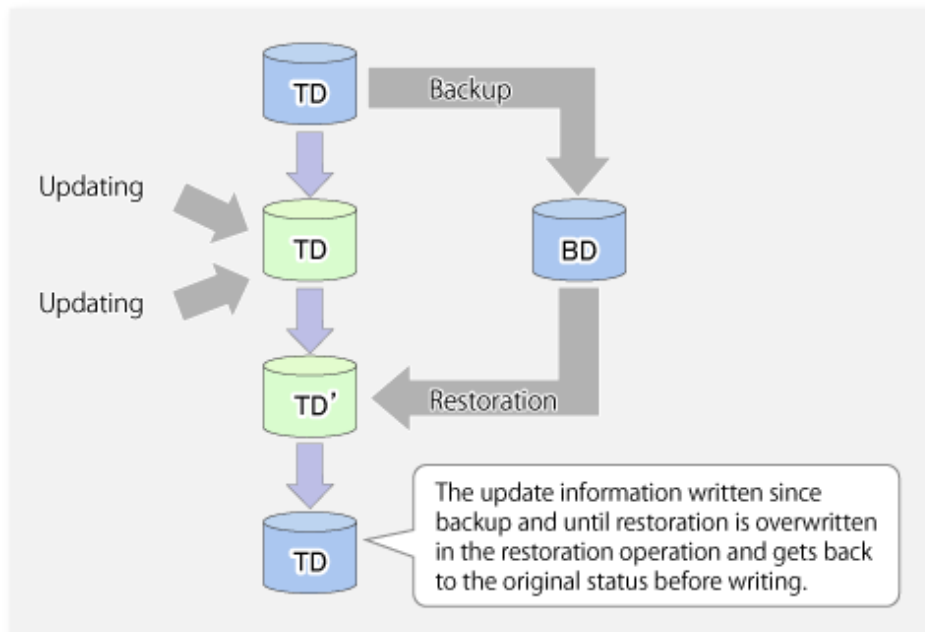 TD
Backup
Updating
TD
BD
Updating
TD'
Restoration
The update information written since
backup and until restoration is overwritten
in the restoration operation and gets back
to the original status before writing.
TD